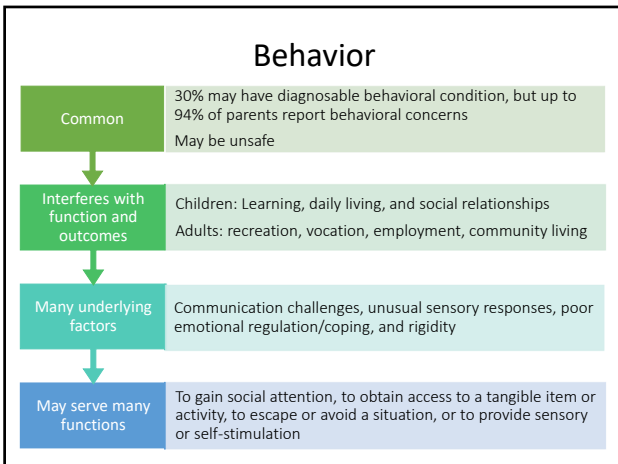 Behavior
Common
30% may have diagnosable behavioral condition, but up to
94% of parents report behavioral concerns
May be unsafe
Interferes with
function and
outcomes
Children: Learning, daily living, and social relationships
Adults: recreation, vocation, employment, community living
Many underlying
factors
Communication challenges, unusual sensory responses, poor
emotional regulation/coping, and rigidity
May serve many
functions
To gain social attention, to obtain access to a tangible item or
activity, to escape or avoid a situation, or to provide sensory
or self-stimulation